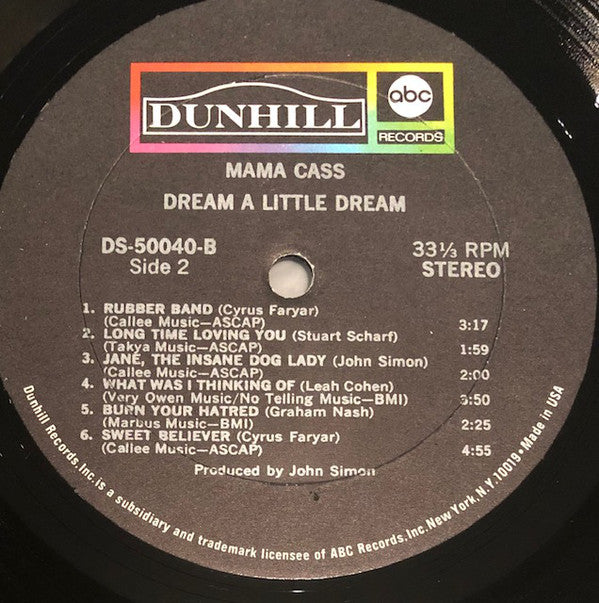 DUNHILL
abc
RECORDS
MAMA CASS
DREAM A LITTLE DREAM
DS-50040-B
Side 2
33⅓ RPM
STEREO
1. RUBBER BAND (Cyrus Faryar)
(Callee Music—ASCAP) 3:17
2. LONG TIME LOVING YOU (Stuart Scharf)
(Takya Music—ASCAP) 1:59
3. JANE, THE INSANE DOG LADY (John Simon)
(Callee Music—ASCAP) 2:00
4. WHAT WAS I THINKING OF (Leah Cohen)
(Very Owen Music/No Telling Music—BMI) 3:50
5. BURN YOUR HATRED (Graham Nash)
(Marbus Music—BMI) 2:25
6. SWEET BELIEVER (Cyrus Faryar)
(Callee Music—ASCAP) 4:55
Produced by John Simon
Dunhill Records, Inc. is a subsidiary and trademark licensee of ABC Records, Inc. New York, N.Y. 10019 • Made in USA